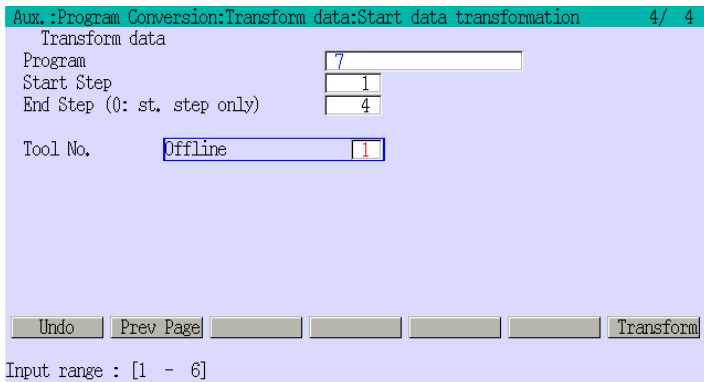 Aux.:Program Conversion:Transform data:Start data transformation 4/ 4
Transform data
Program 7
Start Step 1
End Step (0: st. step only) 4
Tool No. Offline 1
Undo Prev Page Transform
Input range : [1 - 6]